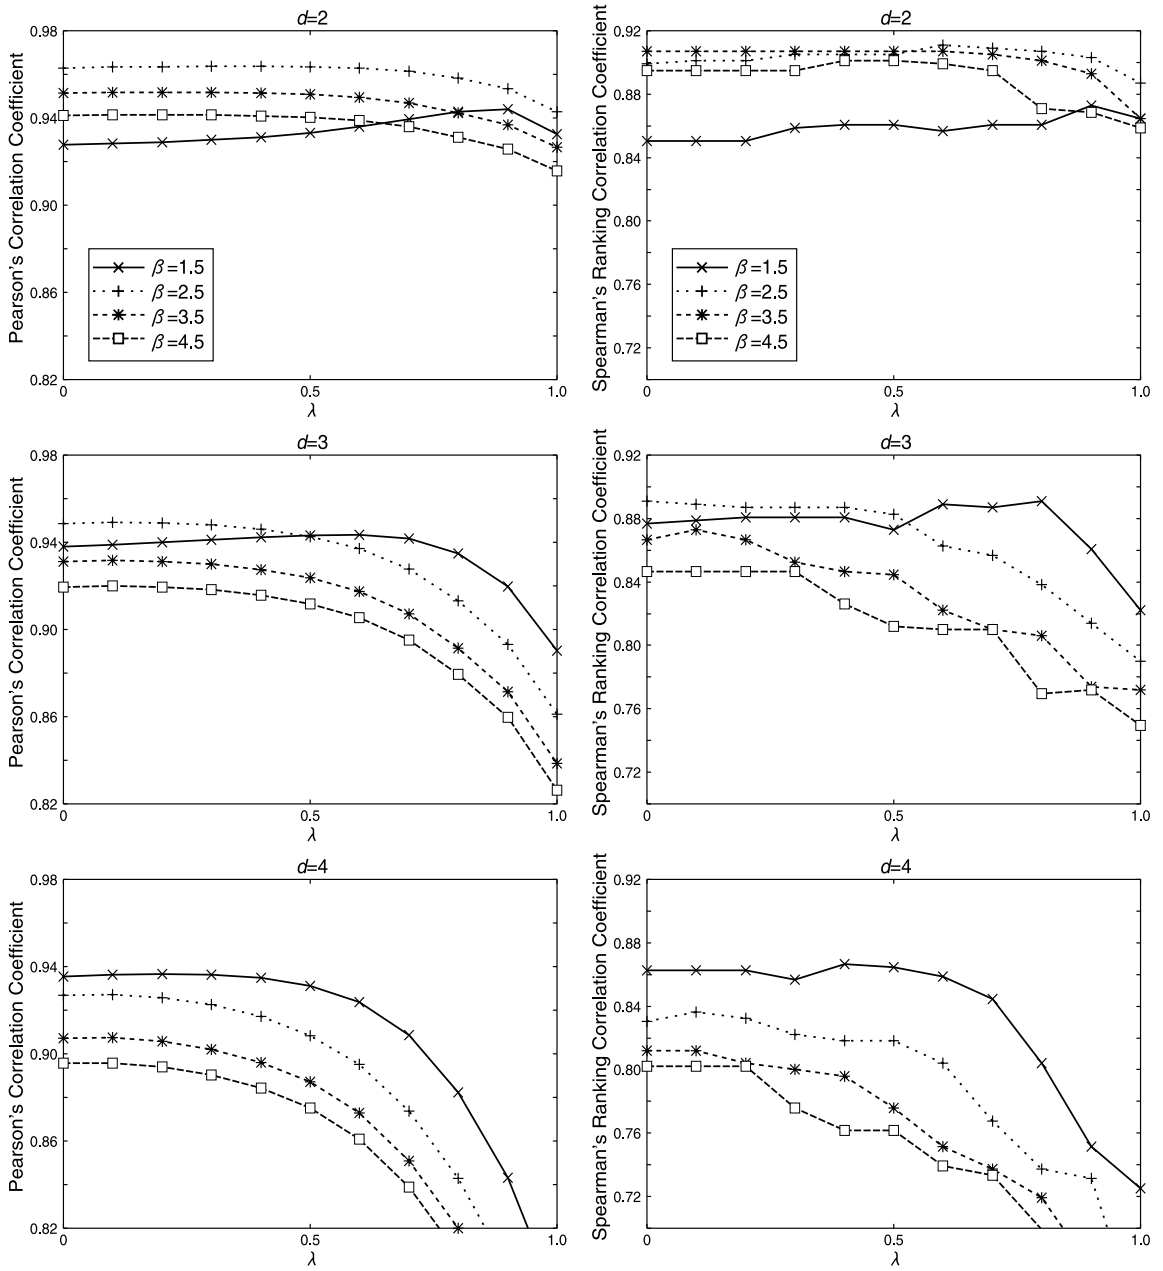 d=2
Pearson's Correlation Coefficient
0.98
0.94
0.90
0.86
0.82
β=1.5
β=2.5
β=3.5
β=4.5
0
0.5
1.0
λ
d=2
Spearman's Ranking Correlation Coefficient
0.92
0.88
0.84
0.80
0.76
0.72
β=1.5
β=2.5
β=3.5
β=4.5
0
0.5
1.0
λ
d=3
Pearson's Correlation Coefficient
0.98
0.94
0.90
0.86
0.82
0
0.5
1.0
λ
d=3
Spearman's Ranking Correlation Coefficient
0.92
0.88
0.84
0.80
0.76
0.72
0
0.5
1.0
λ
d=4
Pearson's Correlation Coefficient
0.98
0.94
0.90
0.86
0.82
0
0.5
1.0
λ
d=4
Spearman's Ranking Correlation Coefficient
0.92
0.88
0.84
0.80
0.76
0.72
0
0.5
1.0
λ